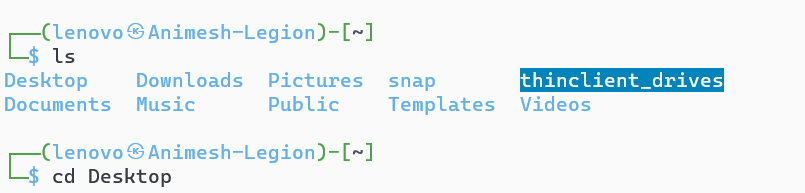 ┌──(lenovo㉿Animesh-Legion)-[~]
└─$ ls
Desktop Downloads Pictures snap thinclient_drives
Documents Music Public Templates Videos
┌──(lenovo㉿Animesh-Legion)-[~]
└─$ cd Desktop